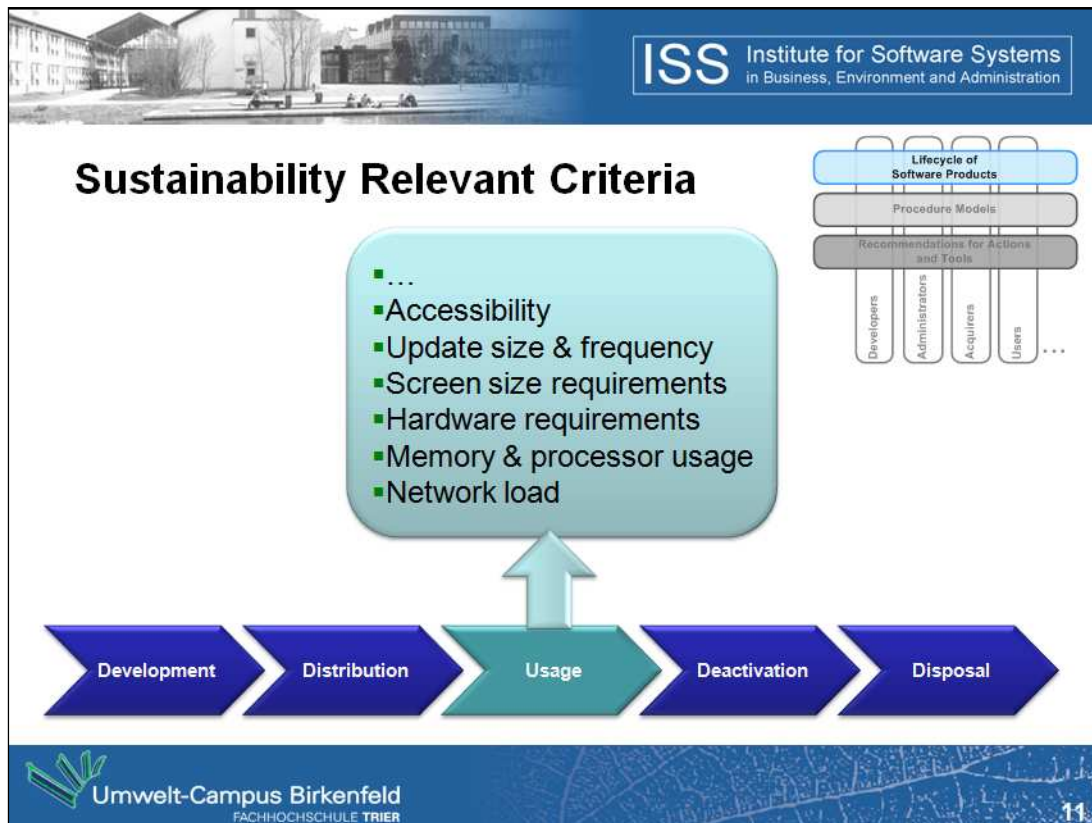 ISS Institute for Software Systems
in Business, Environment and Administration
Sustainability Relevant Criteria
Lifecycle of
Software Products
Procedure Models
Recommendations for Actions
and Tools
Developers
Administrators
Acquirers
Users
...
...
Accessibility
Update size & frequency
Screen size requirements
Hardware requirements
Memory & processor usage
Network load
Development
Distribution
Usage
Deactivation
Disposal
Umwelt-Campus Birkenfeld
FACHHOCHSCHULE TRIER
11